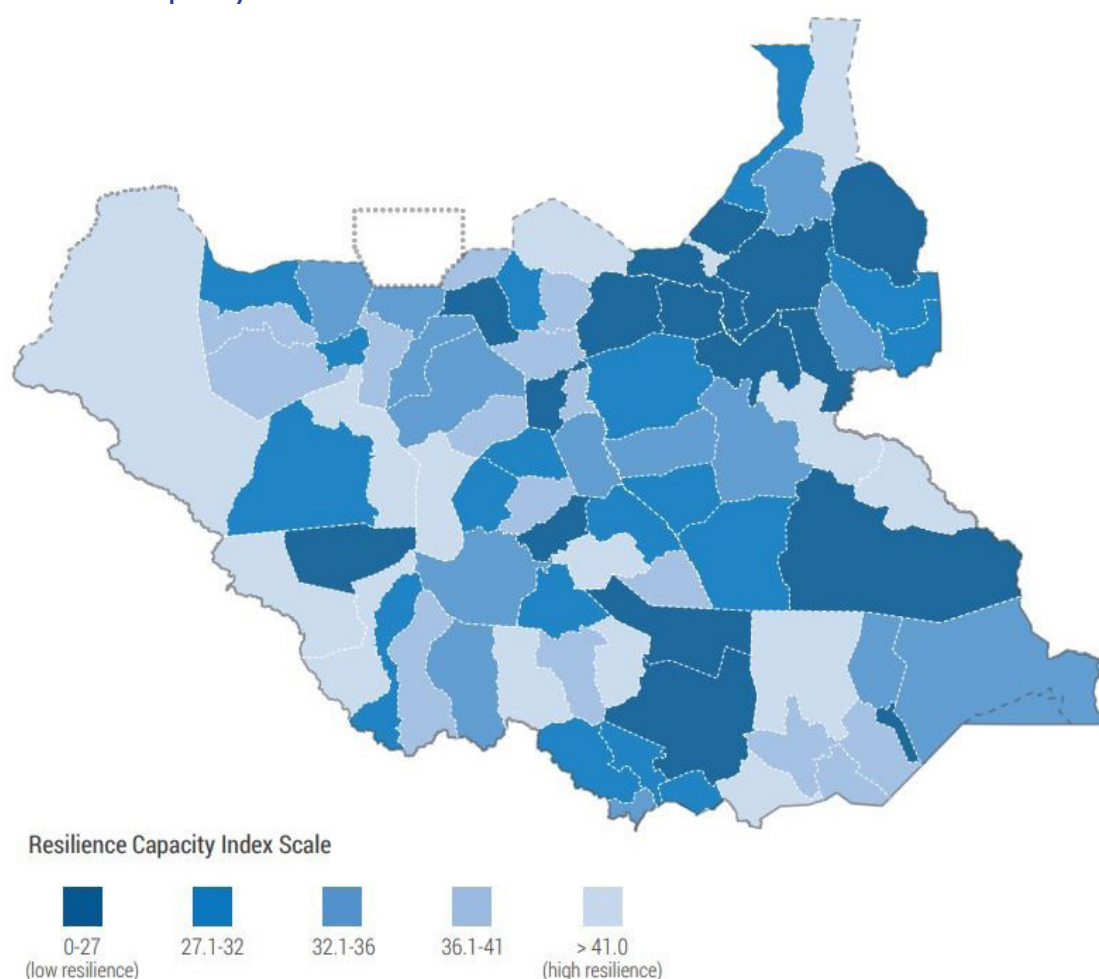 Resilience Capacity Index Scale
0-27
(low resilience)
27.1-32
32.1-36
36.1-41
> 41.0
(high resilience)